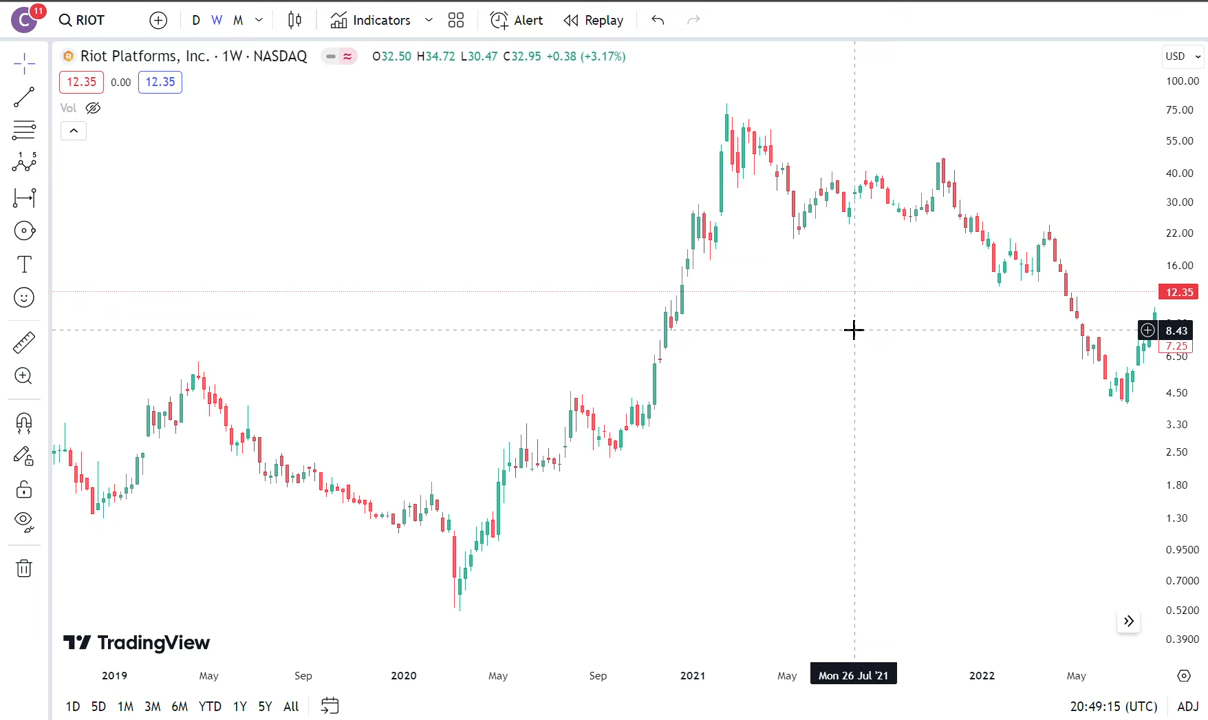 C 11 RIOT D W M Indicators Alert Replay
Riot Platforms, Inc. · 1W · NASDAQ O32.50 H34.72 L30.47 C32.95 +0.38 (+3.17%) USD
12.35 0.00 12.35
Vol
100.00
75.00
55.00
40.00
30.00
22.00
16.00
12.35
8.43
7.25
6.50
4.50
3.30
2.50
1.80
1.30
0.9500
0.7000
0.5200
0.3900
TradingView
2019 May Sep 2020 May Sep 2021 May Mon 26 Jul '21 2022 May
1D 5D 1M 3M 6M YTD 1Y 5Y All 20:49:15 (UTC) ADJ